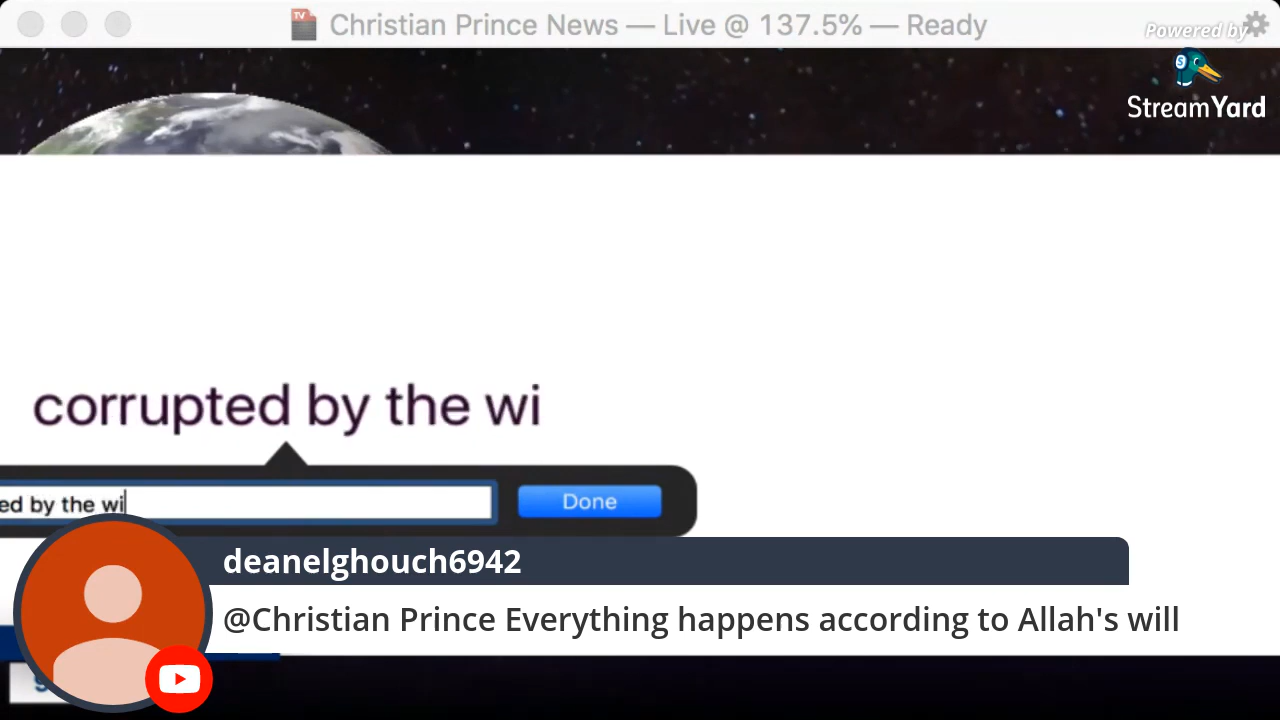 Christian Prince News — Live @ 137.5% — Ready
Powered by
StreamYard
corrupted by the wi
ed by the wi
Done
deanelghouch6942
@Christian Prince Everything happens according to Allah's will